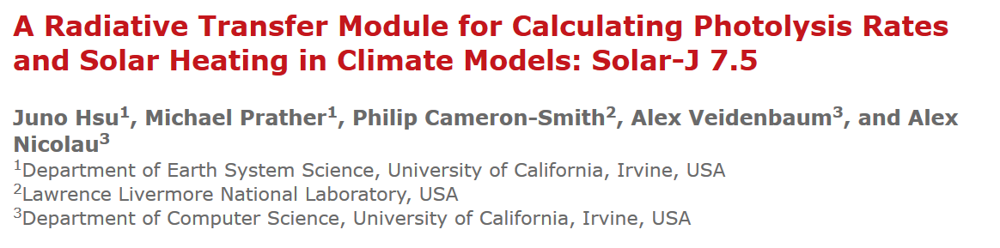 A Radiative Transfer Module for Calculating Photolysis Rates
and Solar Heating in Climate Models: Solar-J 7.5
Juno Hsu¹, Michael Prather¹, Philip Cameron-Smith², Alex Veidenbaum³, and Alex
Nicolau³
¹Department of Earth System Science, University of California, Irvine, USA
²Lawrence Livermore National Laboratory, USA
³Department of Computer Science, University of California, Irvine, USA